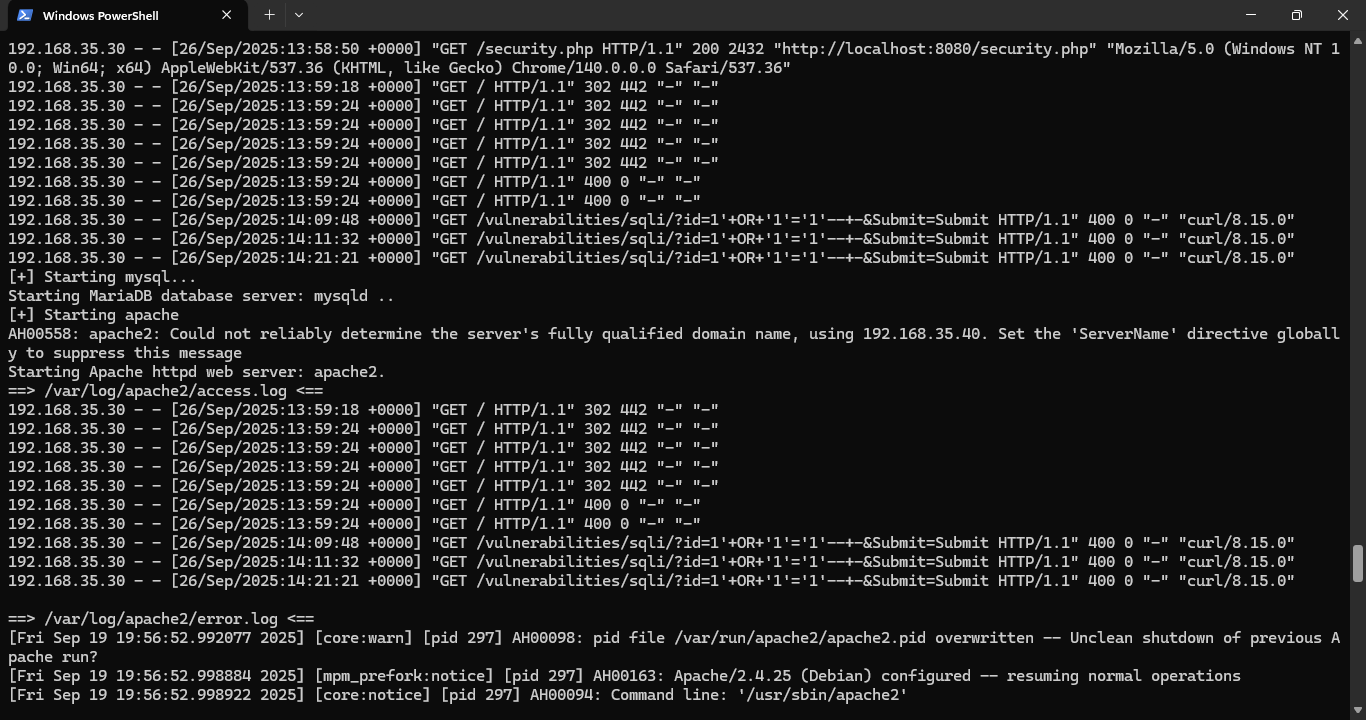 Windows PowerShell
192.168.35.30 - - [26/Sep/2025:13:58:50 +0000] "GET /security.php HTTP/1.1" 200 2432 "http://localhost:8080/security.php" "Mozilla/5.0 (Windows NT 1
0.0; Win64; x64) AppleWebKit/537.36 (KHTML, like Gecko) Chrome/140.0.0.0 Safari/537.36"
192.168.35.30 - - [26/Sep/2025:13:59:18 +0000] "GET / HTTP/1.1" 302 442 "-" "-"
192.168.35.30 - - [26/Sep/2025:13:59:24 +0000] "GET / HTTP/1.1" 302 442 "-" "-"
192.168.35.30 - - [26/Sep/2025:13:59:24 +0000] "GET / HTTP/1.1" 302 442 "-" "-"
192.168.35.30 - - [26/Sep/2025:13:59:24 +0000] "GET / HTTP/1.1" 302 442 "-" "-"
192.168.35.30 - - [26/Sep/2025:13:59:24 +0000] "GET / HTTP/1.1" 302 442 "-" "-"
192.168.35.30 - - [26/Sep/2025:13:59:24 +0000] "GET / HTTP/1.1" 400 0 "-" "-"
192.168.35.30 - - [26/Sep/2025:13:59:24 +0000] "GET / HTTP/1.1" 400 0 "-" "-"
192.168.35.30 - - [26/Sep/2025:14:09:48 +0000] "GET /vulnerabilities/sqli/?id=1'+OR+'1'='1'--+-&Submit=Submit HTTP/1.1" 400 0 "-" "curl/8.15.0"
192.168.35.30 - - [26/Sep/2025:14:11:32 +0000] "GET /vulnerabilities/sqli/?id=1'+OR+'1'='1'--+-&Submit=Submit HTTP/1.1" 400 0 "-" "curl/8.15.0"
192.168.35.30 - - [26/Sep/2025:14:21:21 +0000] "GET /vulnerabilities/sqli/?id=1'+OR+'1'='1'--+-&Submit=Submit HTTP/1.1" 400 0 "-" "curl/8.15.0"
[+] Starting mysql...
Starting MariaDB database server: mysqld ..
[+] Starting apache
AH00558: apache2: Could not reliably determine the server's fully qualified domain name, using 192.168.35.40. Set the 'ServerName' directive globall
y to suppress this message
Starting Apache httpd web server: apache2.
==> /var/log/apache2/access.log <==
192.168.35.30 - - [26/Sep/2025:13:59:18 +0000] "GET / HTTP/1.1" 302 442 "-" "-"
192.168.35.30 - - [26/Sep/2025:13:59:24 +0000] "GET / HTTP/1.1" 302 442 "-" "-"
192.168.35.30 - - [26/Sep/2025:13:59:24 +0000] "GET / HTTP/1.1" 302 442 "-" "-"
192.168.35.30 - - [26/Sep/2025:13:59:24 +0000] "GET / HTTP/1.1" 302 442 "-" "-"
192.168.35.30 - - [26/Sep/2025:13:59:24 +0000] "GET / HTTP/1.1" 302 442 "-" "-"
192.168.35.30 - - [26/Sep/2025:13:59:24 +0000] "GET / HTTP/1.1" 400 0 "-" "-"
192.168.35.30 - - [26/Sep/2025:13:59:24 +0000] "GET / HTTP/1.1" 400 0 "-" "-"
192.168.35.30 - - [26/Sep/2025:14:09:48 +0000] "GET /vulnerabilities/sqli/?id=1'+OR+'1'='1'--+-&Submit=Submit HTTP/1.1" 400 0 "-" "curl/8.15.0"
192.168.35.30 - - [26/Sep/2025:14:11:32 +0000] "GET /vulnerabilities/sqli/?id=1'+OR+'1'='1'--+-&Submit=Submit HTTP/1.1" 400 0 "-" "curl/8.15.0"
192.168.35.30 - - [26/Sep/2025:14:21:21 +0000] "GET /vulnerabilities/sqli/?id=1'+OR+'1'='1'--+-&Submit=Submit HTTP/1.1" 400 0 "-" "curl/8.15.0"
==> /var/log/apache2/error.log <==
[Fri Sep 19 19:56:52.992077 2025] [core:warn] [pid 297] AH00098: pid file /var/run/apache2/apache2.pid overwritten -- Unclean shutdown of previous A
pache run?
[Fri Sep 19 19:56:52.998884 2025] [mpm_prefork:notice] [pid 297] AH00163: Apache/2.4.25 (Debian) configured -- resuming normal operations
[Fri Sep 19 19:56:52.998922 2025] [core:notice] [pid 297] AH00094: Command line: '/usr/sbin/apache2'